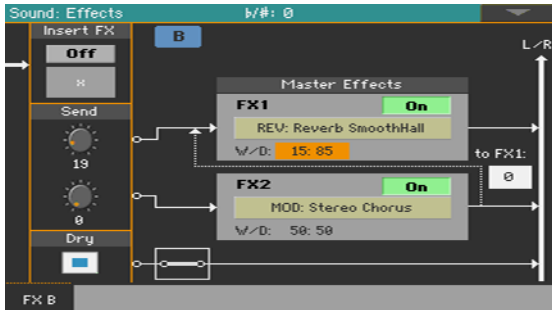 Sound: Effects
♭/#: 0
Insert FX
Off
×
B
L/R
Master Effects
FX1
On
REV: Reverb SmoothHall
W/D: 15: 85
Send
19
to FX1:
0
FX2
On
MOD: Stereo Chorus
W/D: 50: 50
0
Dry
FX B